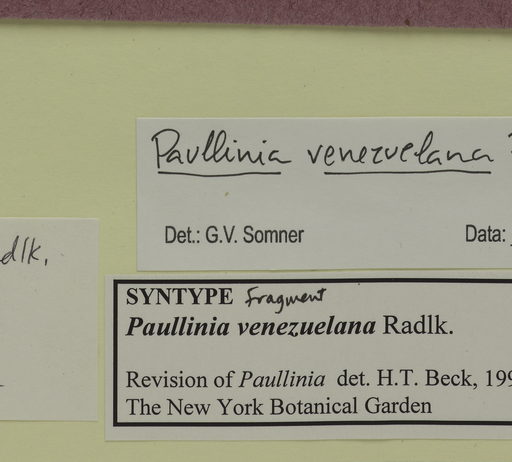 Paullinia venezuelana
Det.: G.V. Somner Data:
dlk.
SYNTYPE fragment
Paullinia venezuelana Radlk.
Revision of Paullinia det. H.T. Beck, 199
The New York Botanical Garden